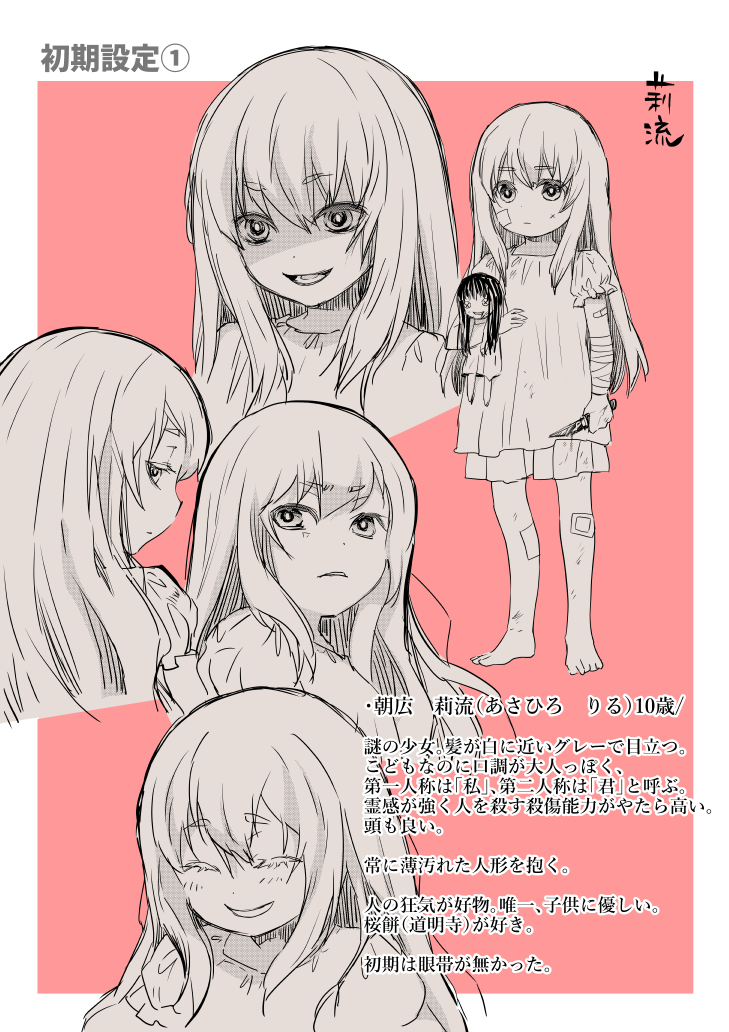 初期設定①
莉流
・朝広　莉流（あさひろ　りる）10歳/
謎の少女。髪が白に近いグレーで目立つ。
こどもなのに口調が大人っぽく、
第一人称は「私」、第二人称は「君」と呼ぶ。
霊感が強く人を殺す殺傷能力がやたら高い。
頭も良い。
常に薄汚れた人形を抱く。
人の狂気が好物。唯一、子供に優しい。
桜餅（道明寺）が好き。
初期は眼帯が無かった。